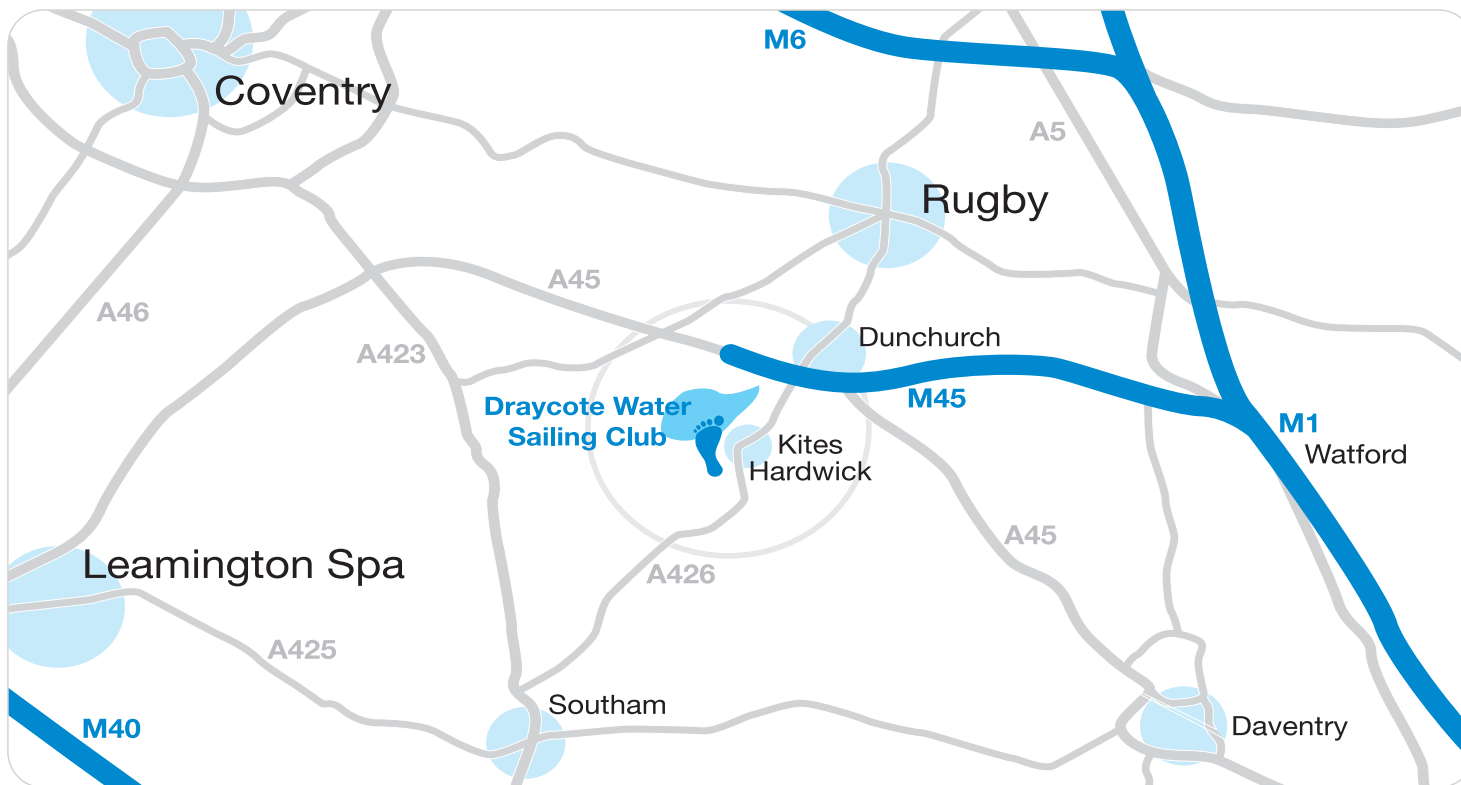 M6
Coventry
A5
Rugby
A45
A46
Dunchurch
A423
M45
Draycote Water
Sailing Club
M1
Kites
Hardwick
Watford
A45
Leamington Spa
A426
A425
Southam
M40
Daventry